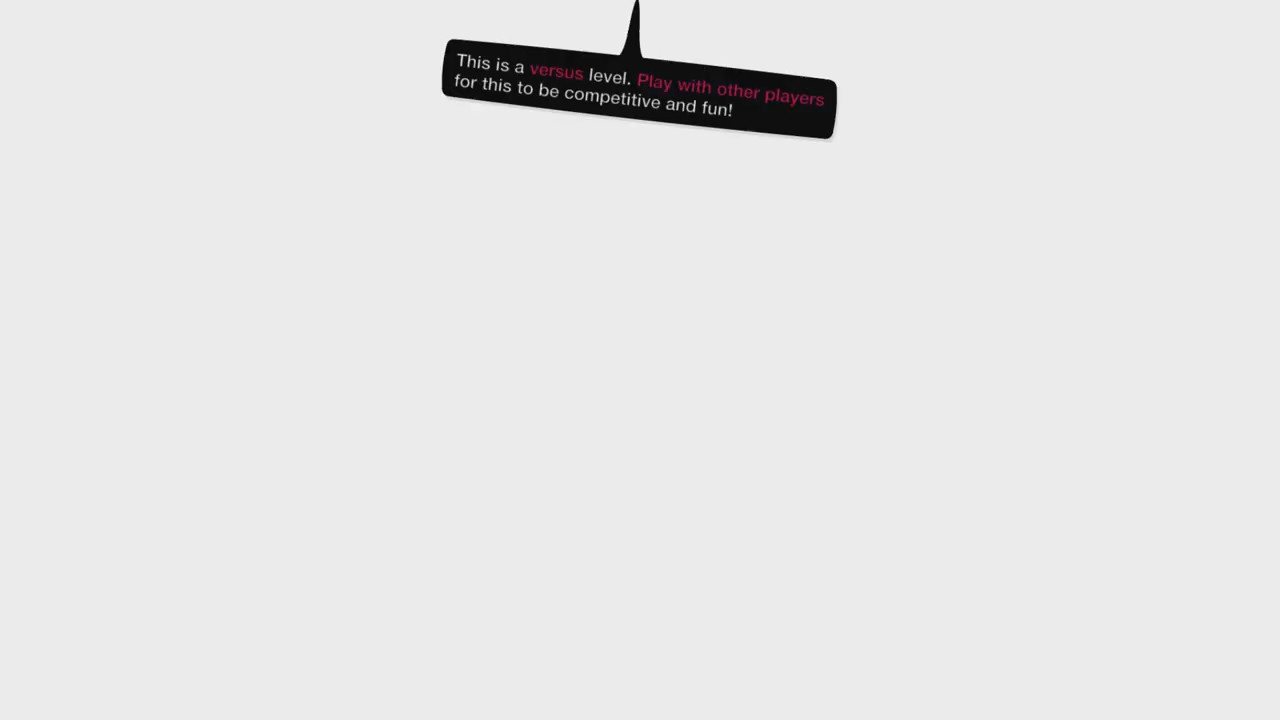 This is a versus level. Play with other players
for this to be competitive and fun!